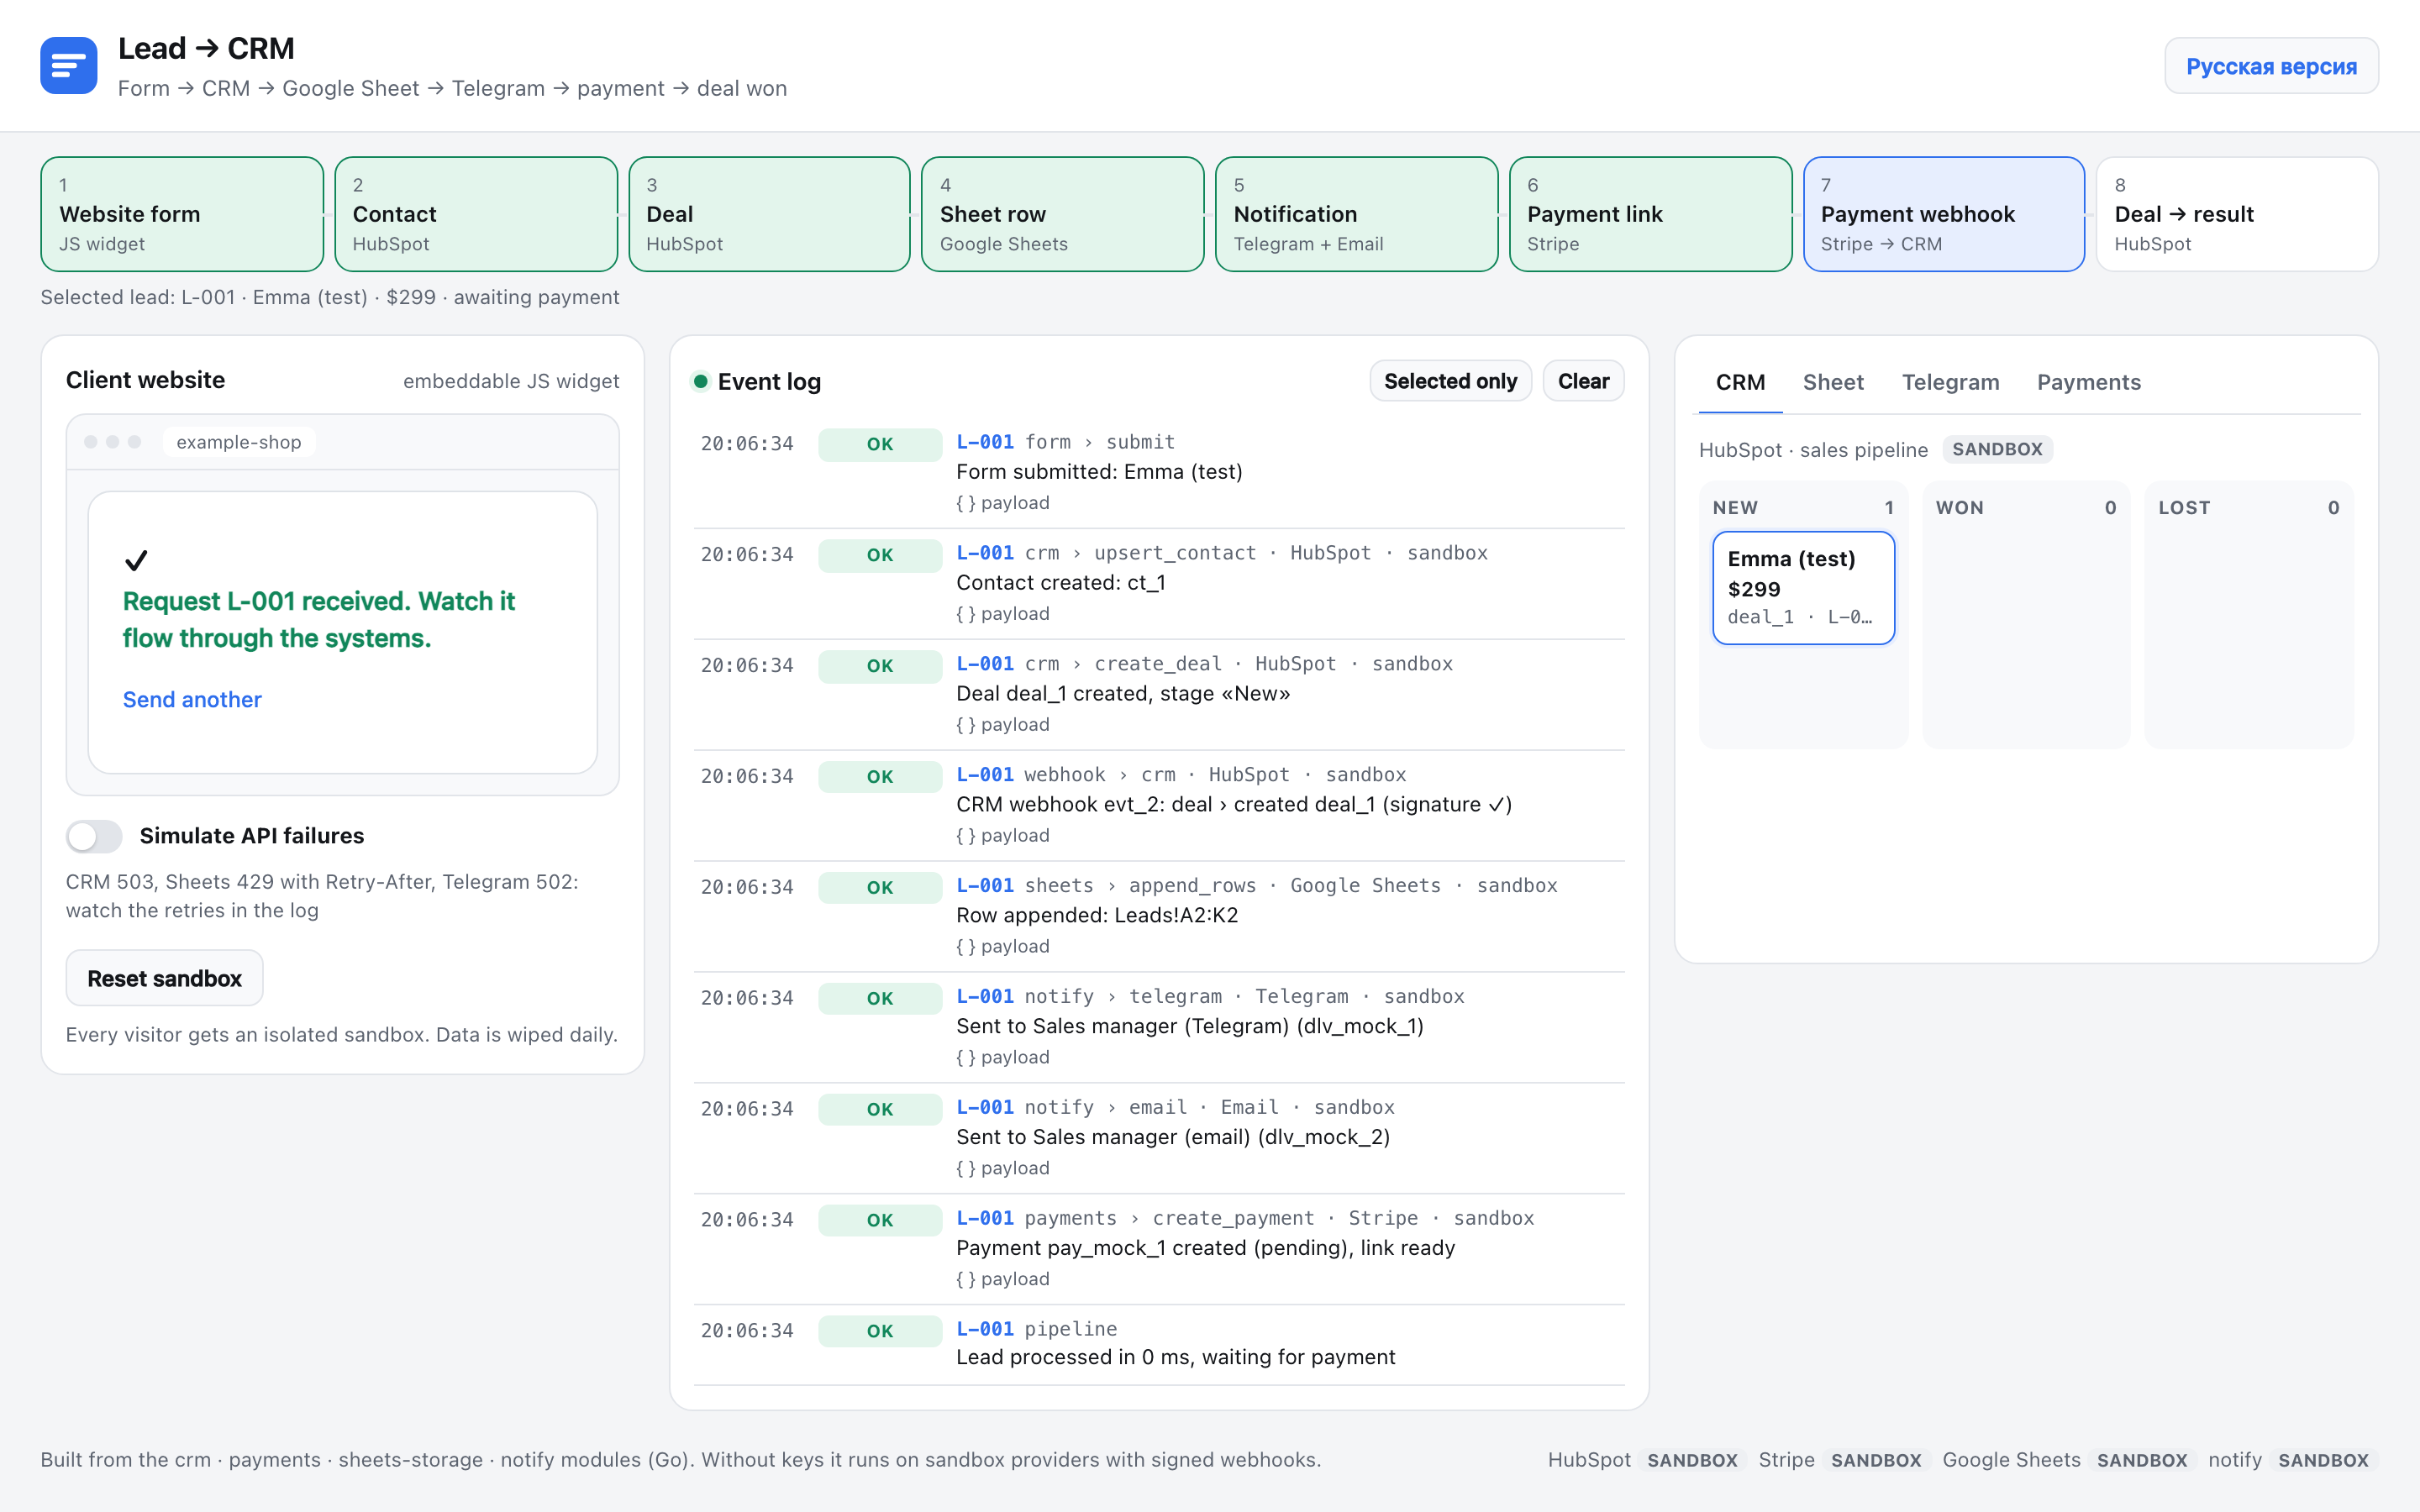 Lead → CRM
Form → CRM → Google Sheet → Telegram → payment → deal won
Русская версия
1
Website form
JS widget
2
Contact
HubSpot
3
Deal
HubSpot
4
Sheet row
Google Sheets
5
Notification
Telegram + Email
6
Payment link
Stripe
7
Payment webhook
Stripe → CRM
8
Deal → result
HubSpot
Selected lead: L-001 · Emma (test) · $299 · awaiting payment
Client website
embeddable JS widget
example-shop
✓
Request L-001 received. Watch it
flow through the systems.
Send another
Simulate API failures
CRM 503, Sheets 429 with Retry-After, Telegram 502:
watch the retries in the log
Reset sandbox
Every visitor gets an isolated sandbox. Data is wiped daily.
Event log
Selected only
Clear
20:06:34 OK L-001 form › submit
Form submitted: Emma (test)
{ } payload
20:06:34 OK L-001 crm › upsert_contact · HubSpot · sandbox
Contact created: ct_1
{ } payload
20:06:34 OK L-001 crm › create_deal · HubSpot · sandbox
Deal deal_1 created, stage «New»
{ } payload
20:06:34 OK L-001 webhook › crm · HubSpot · sandbox
CRM webhook evt_2: deal › created deal_1 (signature ✓)
{ } payload
20:06:34 OK L-001 sheets › append_rows · Google Sheets · sandbox
Row appended: Leads!A2:K2
{ } payload
20:06:34 OK L-001 notify › telegram · Telegram · sandbox
Sent to Sales manager (Telegram) (dlv_mock_1)
{ } payload
20:06:34 OK L-001 notify › email · Email · sandbox
Sent to Sales manager (email) (dlv_mock_2)
{ } payload
20:06:34 OK L-001 payments › create_payment · Stripe · sandbox
Payment pay_mock_1 created (pending), link ready
{ } payload
20:06:34 OK L-001 pipeline
Lead processed in 0 ms, waiting for payment
CRM Sheet Telegram Payments
HubSpot · sales pipeline SANDBOX
NEW 1
Emma (test)
$299
deal_1 · L-0…
WON 0
LOST 0
Built from the crm · payments · sheets-storage · notify modules (Go). Without keys it runs on sandbox providers with signed webhooks.
HubSpot SANDBOX Stripe SANDBOX Google Sheets SANDBOX notify SANDBOX